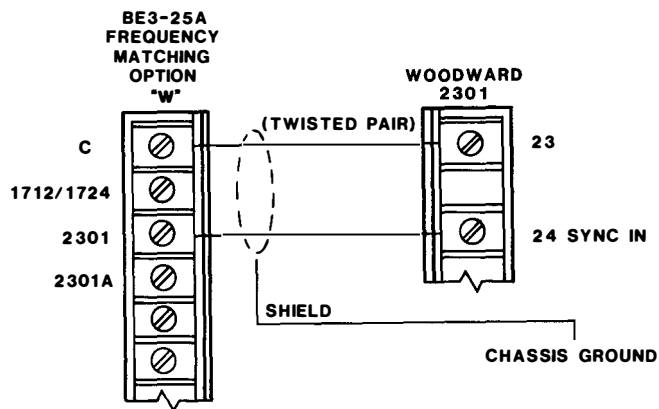 BE3-25A
FREQUENCY
MATCHING
OPTION
"W"
WOODWARD
2301
(TWISTED PAIR)
C
23
1712/1724
2301
24 SYNC IN
2301A
SHIELD
CHASSIS GROUND